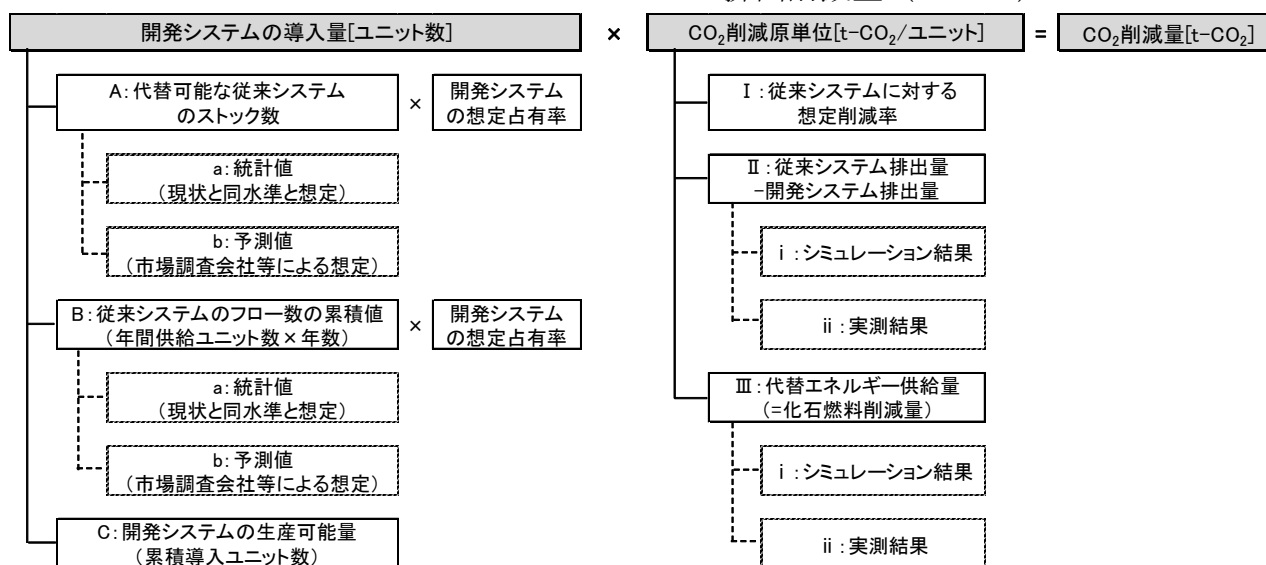 開発システムの導入量[ユニット数]
×
CO₂削減原単位[t-CO₂/ユニット]
=
CO₂削減量[t-CO₂]
A:代替可能な従来システム
のストック数
×
開発システム
の想定占有率
a:統計値
(現状と同水準と想定)
b:予測値
(市場調査会社等による想定)
B:従来システムのフロー数の累積値
(年間供給ユニット数×年数)
×
開発システム
の想定占有率
a:統計値
(現状と同水準と想定)
b:予測値
(市場調査会社等による想定)
C:開発システムの生産可能量
(累積導入ユニット数)
Ⅰ:従来システムに対する
想定削減率
Ⅱ:従来システム排出量
-開発システム排出量
ⅰ:シミュレーション結果
ⅱ:実測結果
Ⅲ:代替エネルギー供給量
(=化石燃料削減量)
ⅰ:シミュレーション結果
ⅱ:実測結果